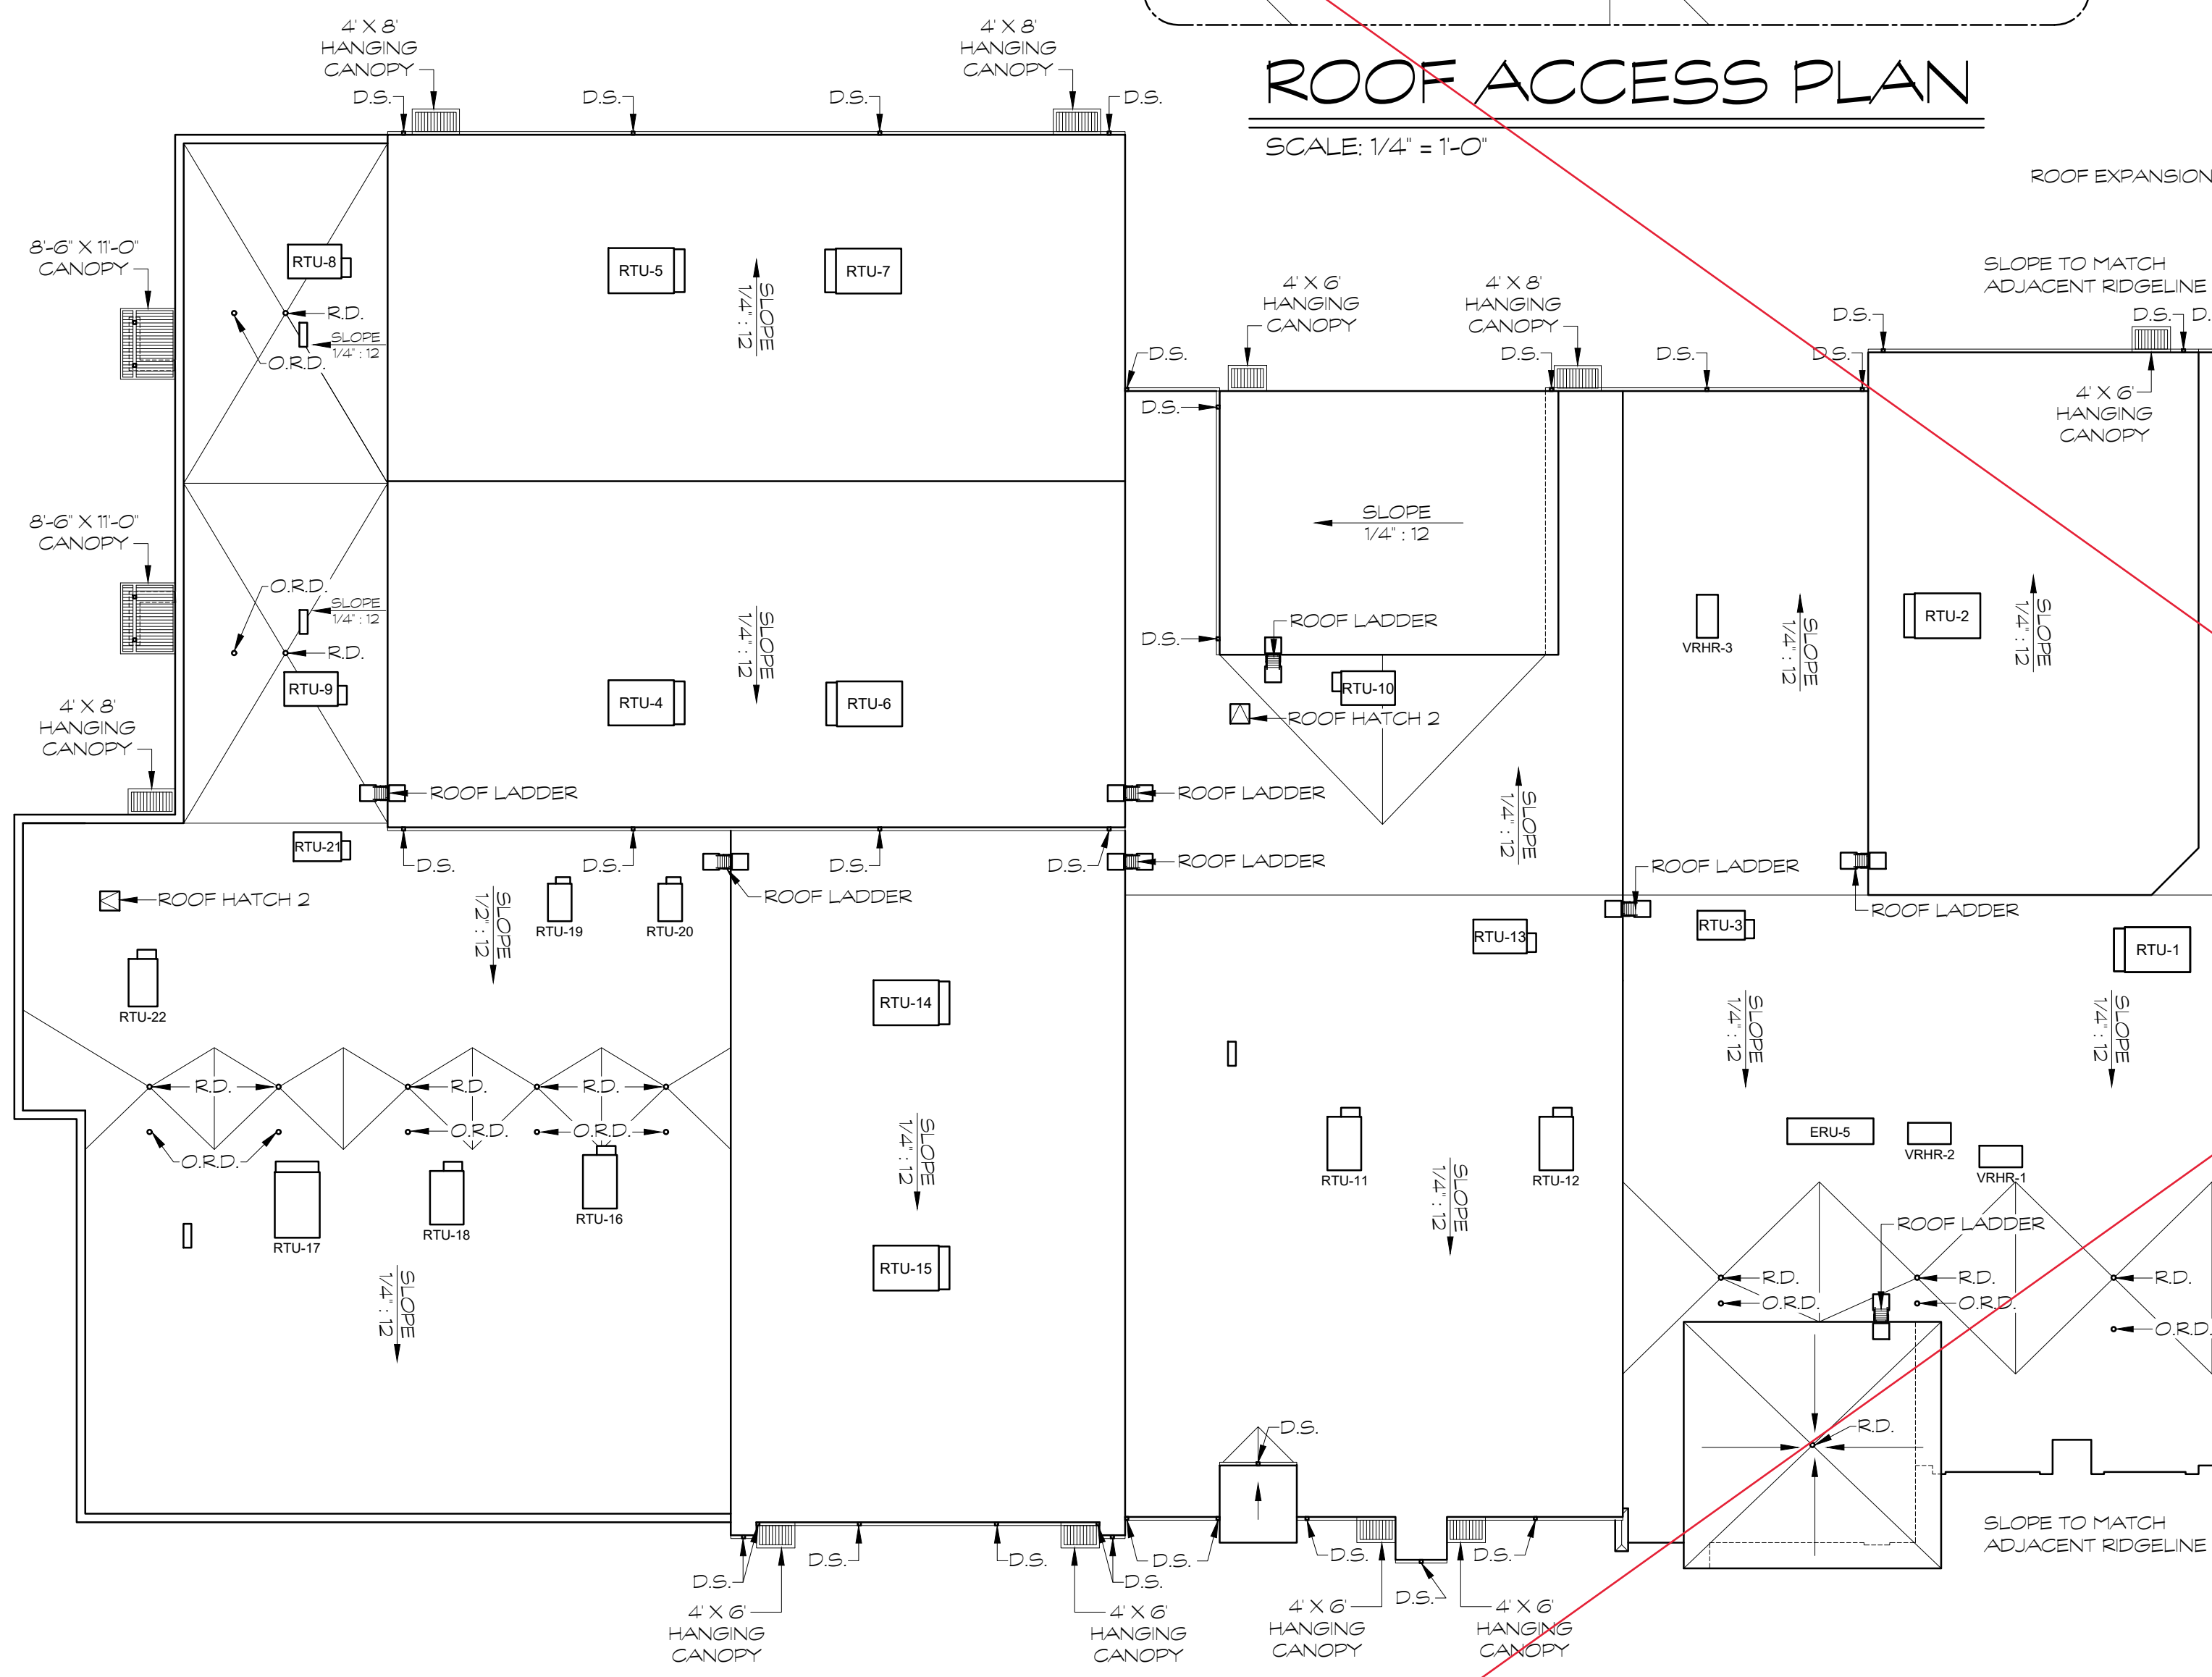 4' X 8'
HANGING
CANOPY
4' X 8'
HANGING
CANOPY
D.S.
D.S.
D.S.
D.S.
ROOF ACCESS PLAN
SCALE: 1/4" = 1'-0"
ROOF EXPANSION
8'-6" X 11'-0"
CANOPY
RTU-8
RTU-5
RTU-7
SLOPE
1/4" : 12
R.D.
SLOPE
1/4" : 12
O.R.D.
SLOPE TO MATCH
ADJACENT RIDGELINE
4' X 6'
HANGING
CANOPY
4' X 8'
HANGING
CANOPY
D.S.
D.S.
D.
D.S.
D.S.
D.S.
D.S.
D.S.
4' X 6'
HANGING
CANOPY
8'-6" X 11'-0"
CANOPY
SLOPE
1/4" : 12
O.R.D.
SLOPE
1/4" : 12
R.D.
RTU-9
SLOPE
1/4" : 12
RTU-4
RTU-6
D.S.
ROOF LADDER
RTU-10
ROOF HATCH 2
VRHR-3
SLOPE
1/4" : 12
RTU-2
SLOPE
1/4" : 12
4' X 8'
HANGING
CANOPY
ROOF LADDER
ROOF LADDER
SLOPE
1/4" : 12
RTU-21
D.S.
D.S.
D.S.
D.S.
ROOF LADDER
ROOF LADDER
ROOF LADDER
ROOF LADDER
ROOF HATCH 2
SLOPE
1/2" : 12
RTU-19
RTU-20
RTU-13
RTU-3
RTU-1
RTU-22
RTU-14
SLOPE
1/4" : 12
SLOPE
1/4" : 12
R.D.
R.D.
R.D.
O.R.D.
O.R.D.
O.R.D.
SLOPE
1/4" : 12
ERU-5
VRHR-2
VRHR-1
RTU-17
RTU-18
RTU-16
RTU-11
RTU-12
SLOPE
1/4" : 12
ROOF LADDER
SLOPE
1/4" : 12
RTU-15
R.D.
R.D.
R.D.
O.R.D.
O.R.D.
O.R.D.
D.S.
R.D.
SLOPE TO MATCH
ADJACENT RIDGELINE
D.S.
D.S.
D.S.
D.S.
D.S.
D.S.
D.S.
D.S.
4' X 6'
HANGING
CANOPY
4' X 6'
HANGING
CANOPY
4' X 6'
HANGING
CANOPY
4' X 6'
HANGING
CANOPY